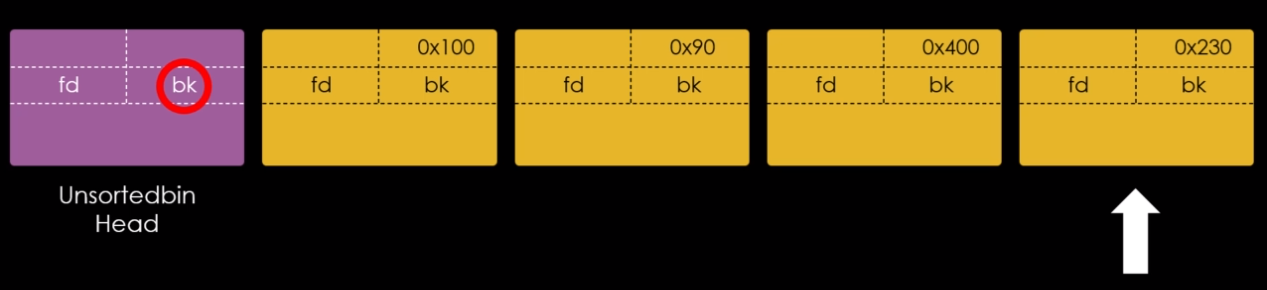 0x100 0x90 0x400 0x230
fd bk fd bk fd bk fd bk fd bk
Unsortedbin
Head